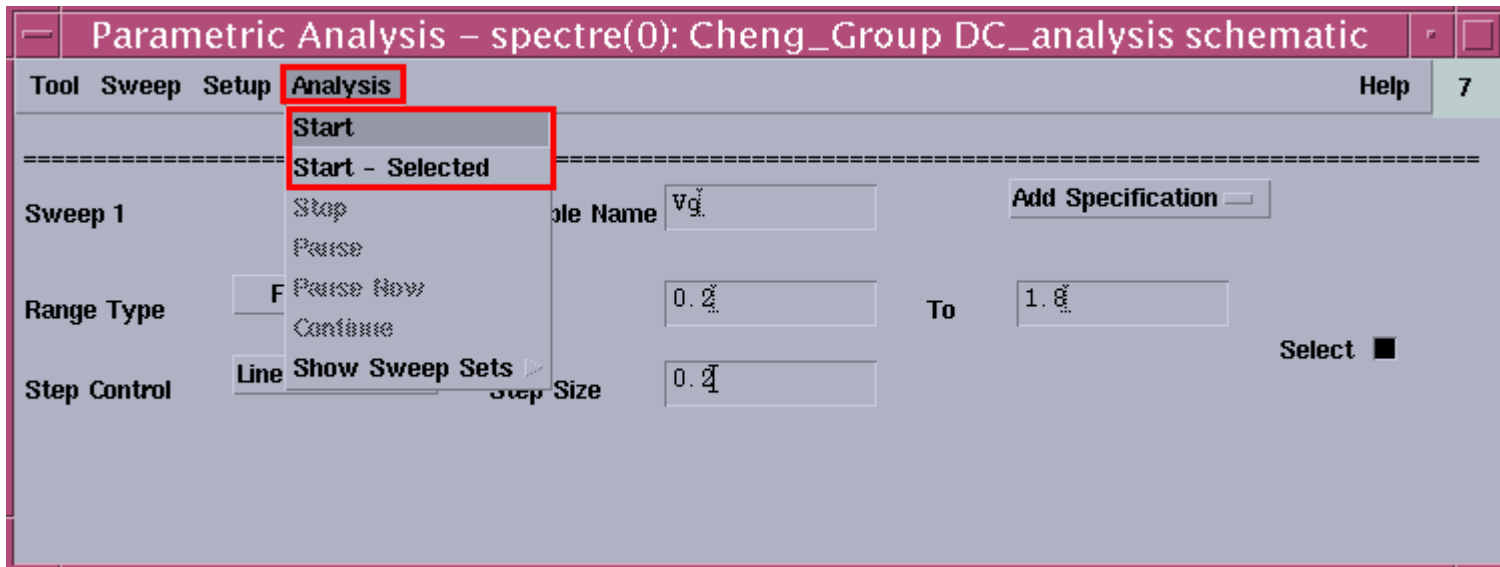 Parametric Analysis – spectre(0): Cheng_Group DC_analysis schematic
Tool Sweep Setup Analysis Help 7
Start
Start - Selected
Sweep 1 Stop ble Name Vg Add Specification
Pause
Range Type F Pause Now 0.2 To 1.8
Continue
Select
Step Control Line Show Sweep Sets Step Size 0.2